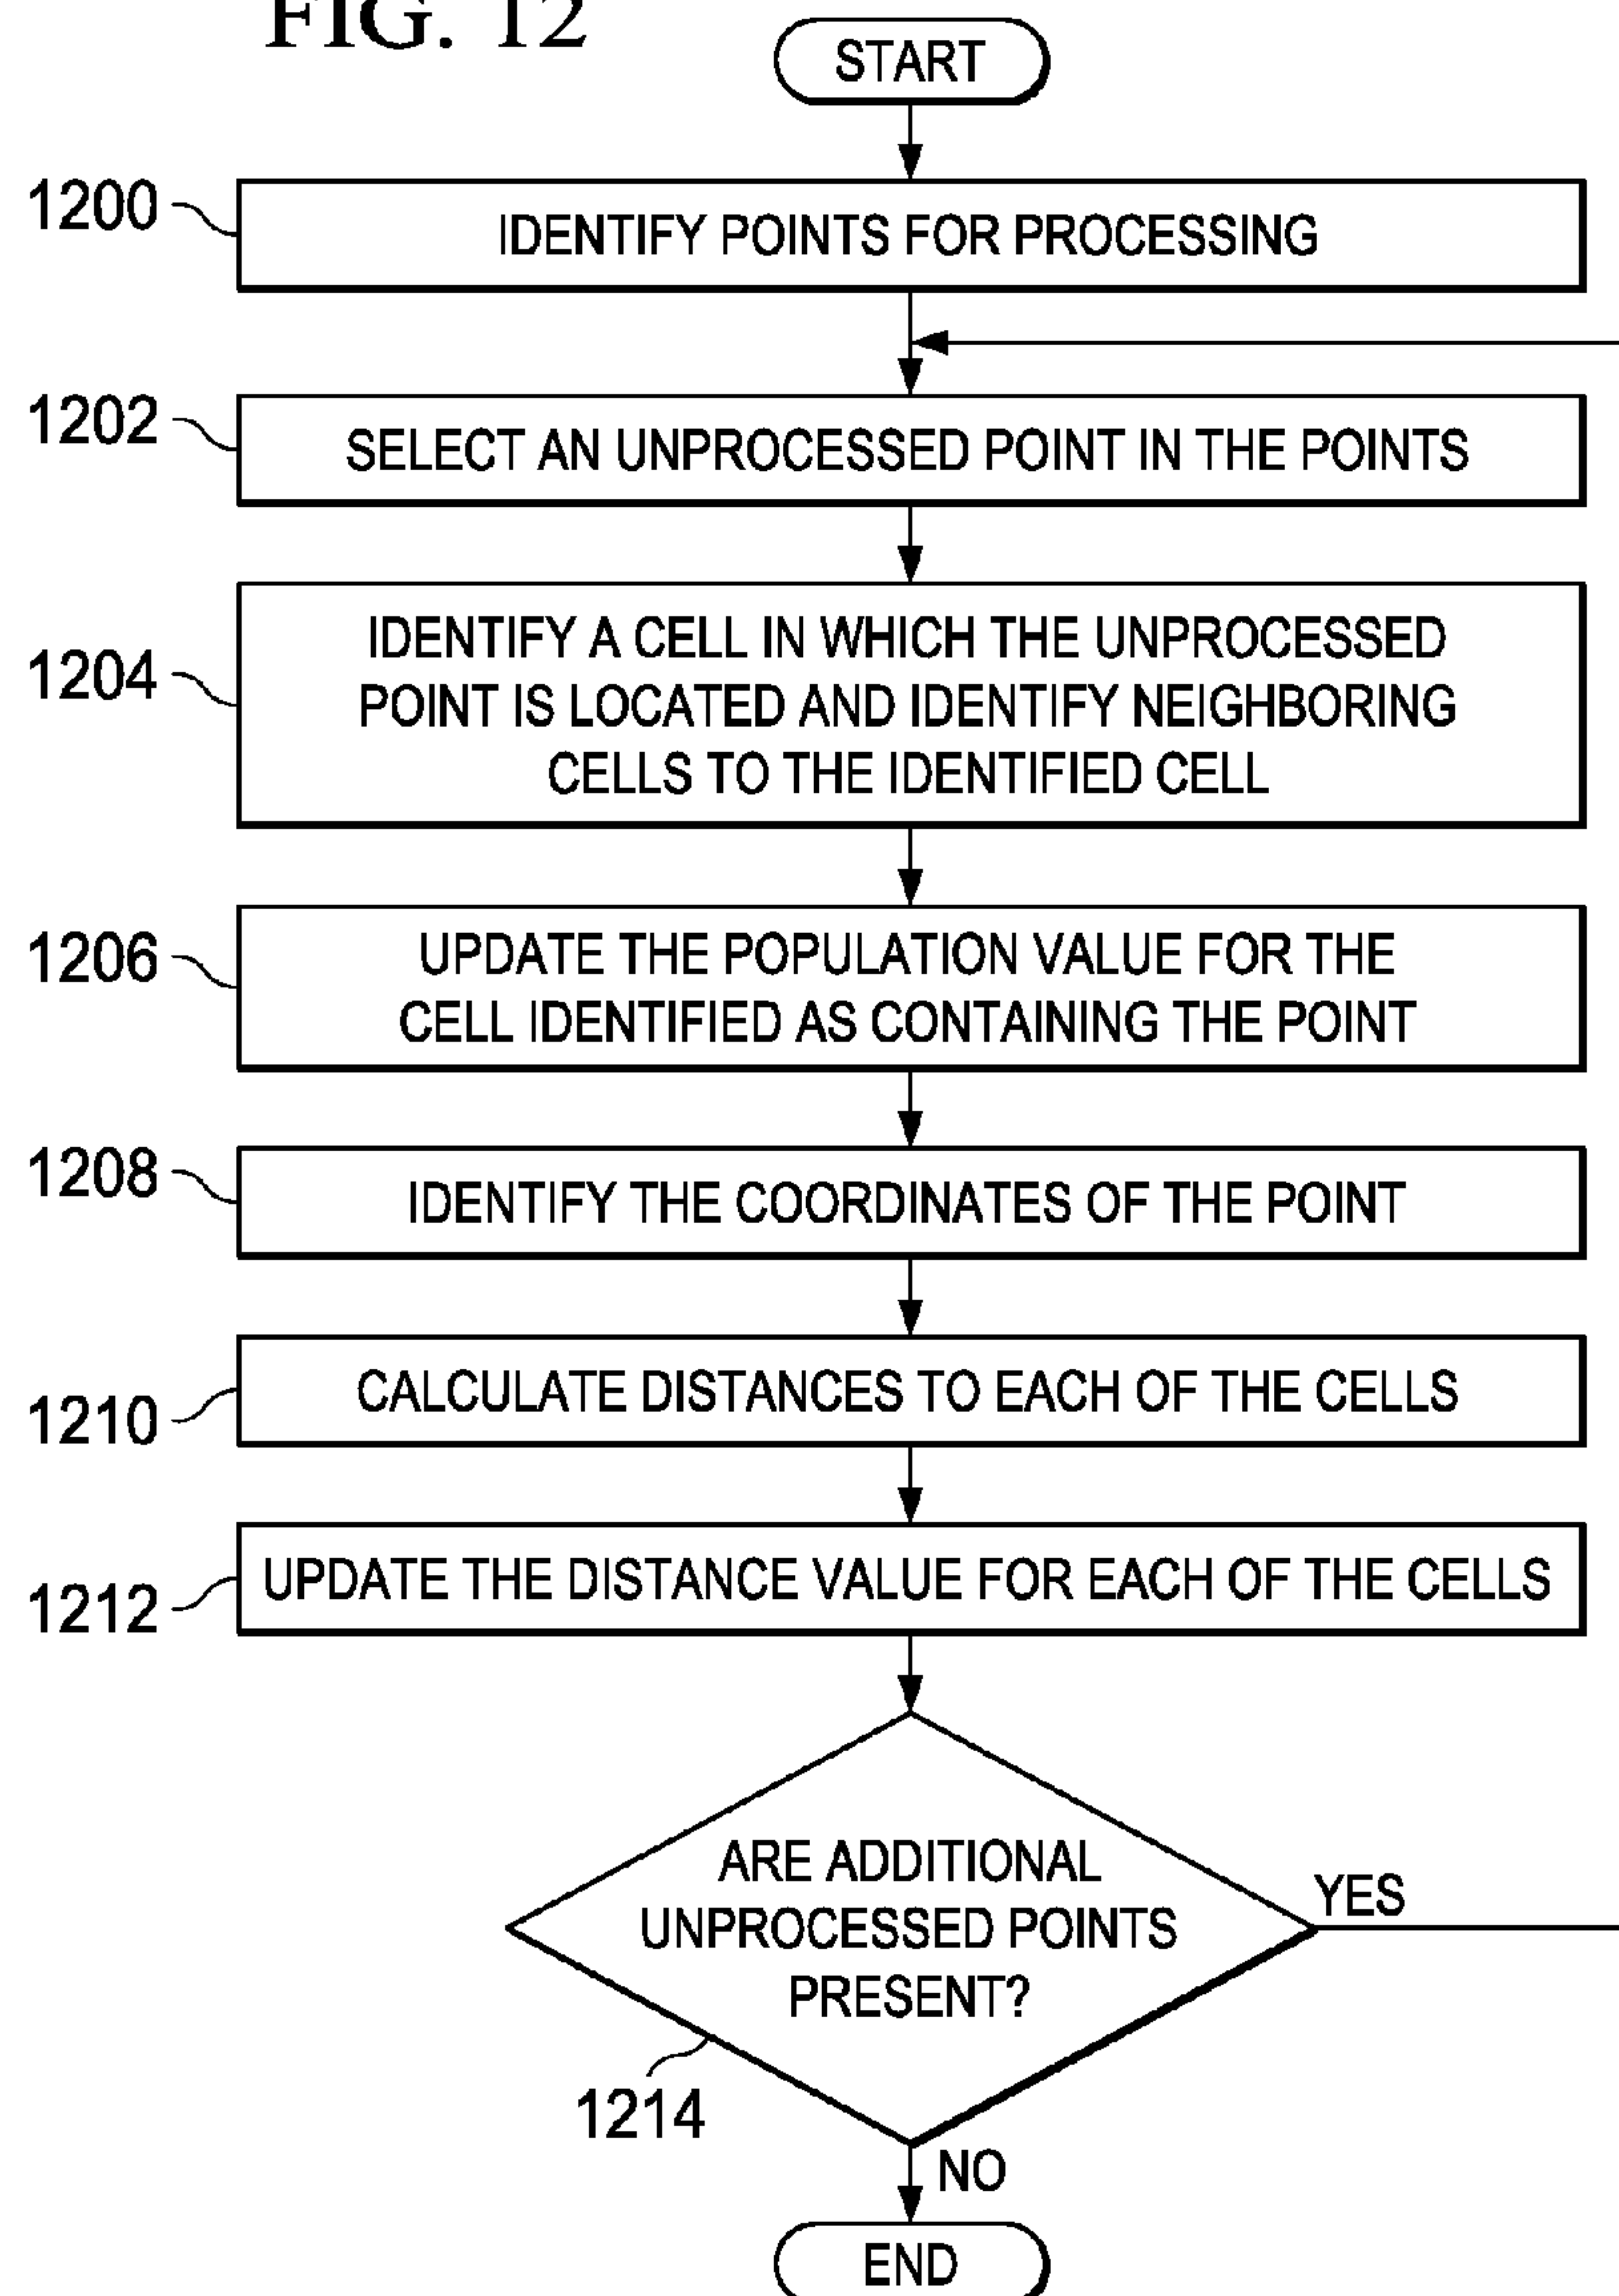 FIG. 12
START
1200
IDENTIFY POINTS FOR PROCESSING
1202
SELECT AN UNPROCESSED POINT IN THE POINTS
1204
IDENTIFY A CELL IN WHICH THE UNPROCESSED
POINT IS LOCATED AND IDENTIFY NEIGHBORING
CELLS TO THE IDENTIFIED CELL
1206
UPDATE THE POPULATION VALUE FOR THE
CELL IDENTIFIED AS CONTAINING THE POINT
1208
IDENTIFY THE COORDINATES OF THE POINT
1210
CALCULATE DISTANCES TO EACH OF THE CELLS
1212
UPDATE THE DISTANCE VALUE FOR EACH OF THE CELLS
ARE ADDITIONAL
UNPROCESSED POINTS
PRESENT?
YES
1214
NO
END